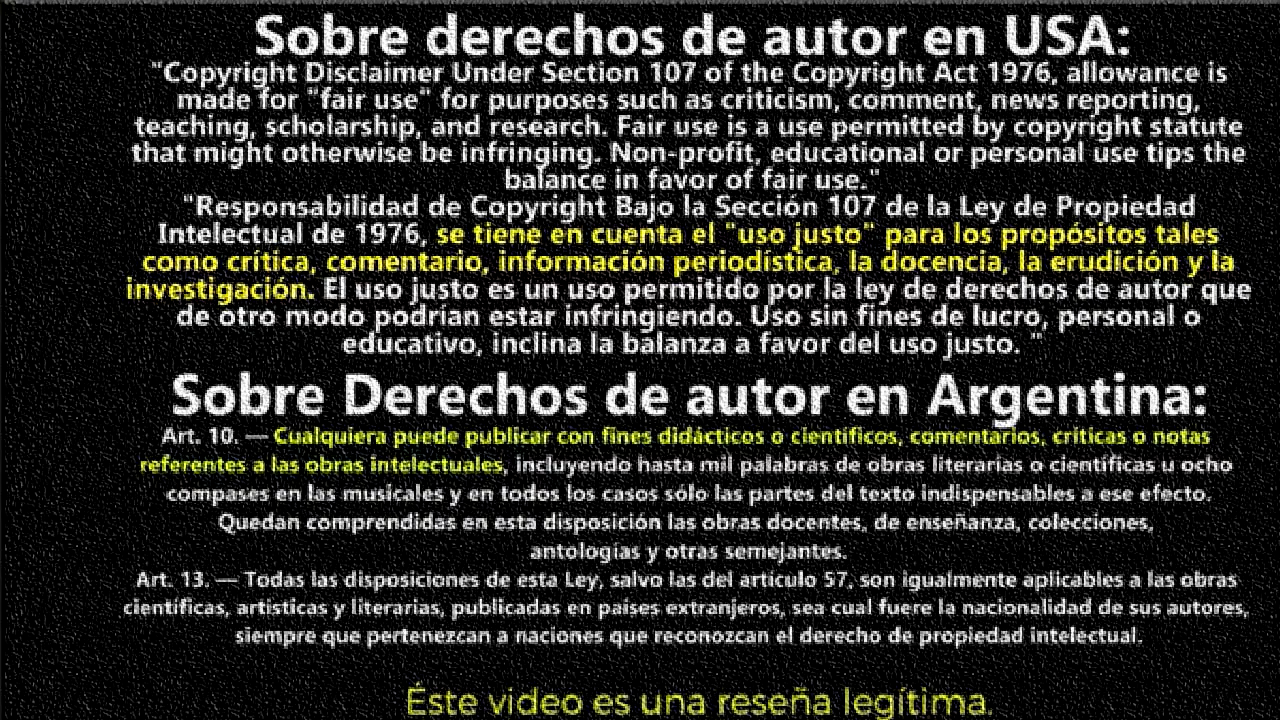 Sobre derechos de autor en USA:
"Copyright Disclaimer Under Section 107 of the Copyright Act 1976, allowance is
made for "fair use" for purposes such as criticism, comment, news reporting,
teaching, scholarship, and research. Fair use is a use permitted by copyright statute
that might otherwise be infringing. Non-profit, educational or personal use tips the
balance in favor of fair use."
"Responsabilidad de Copyright Bajo la Sección 107 de la Ley de Propiedad
Intelectual de 1976, se tiene en cuenta el "uso justo" para los propósitos tales
como crítica, comentario, información periodística, la docencia, la erudición y la
investigación. El uso justo es un uso permitido por la ley de derechos de autor que
de otro modo podrían estar infringiendo. Uso sin fines de lucro, personal o
educativo, inclina la balanza a favor del uso justo. "
Sobre Derechos de autor en Argentina:
Art. 10. — Cualquiera puede publicar con fines didácticos o científicos, comentarios, críticas o notas
referentes a las obras intelectuales, incluyendo hasta mil palabras de obras literarias o científicas u ocho
compases en las musicales y en todos los casos sólo las partes del texto indispensables a ese efecto.
Quedan comprendidas en esta disposición las obras docentes, de enseñanza, colecciones,
antologías y otras semejantes.
Art. 13. — Todas las disposiciones de esta Ley, salvo las del artículo 57, son igualmente aplicables a las obras
científicas, artísticas y literarias, publicadas en países extranjeros, sea cual fuere la nacionalidad de sus autores,
siempre que pertenezcan a naciones que reconozcan el derecho de propiedad intelectual.
Éste video es una reseña legítima.